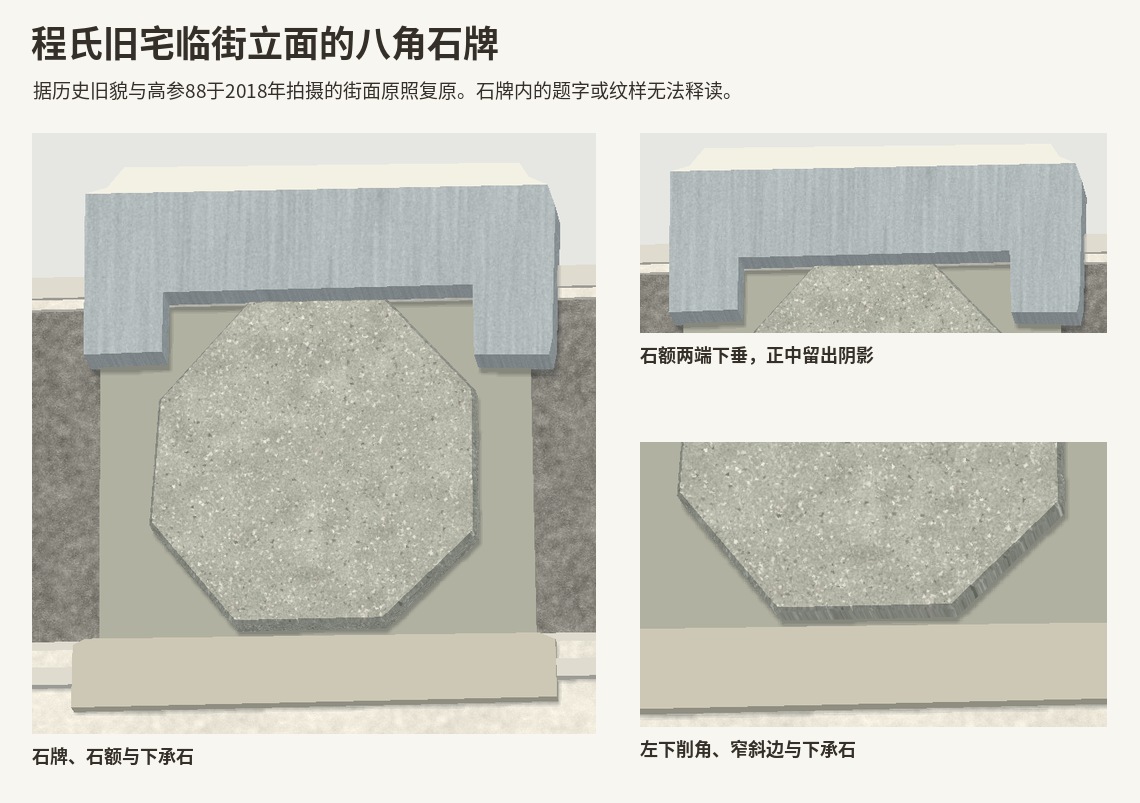 程氏旧宅临街立面的八角石牌
据历史旧貌与高参88于2018年拍摄的街面原照复原。石牌内的题字或纹样无法释读。
石额两端下垂，正中留出阴影
石牌、石额与下承石
左下削角、窄斜边与下承石